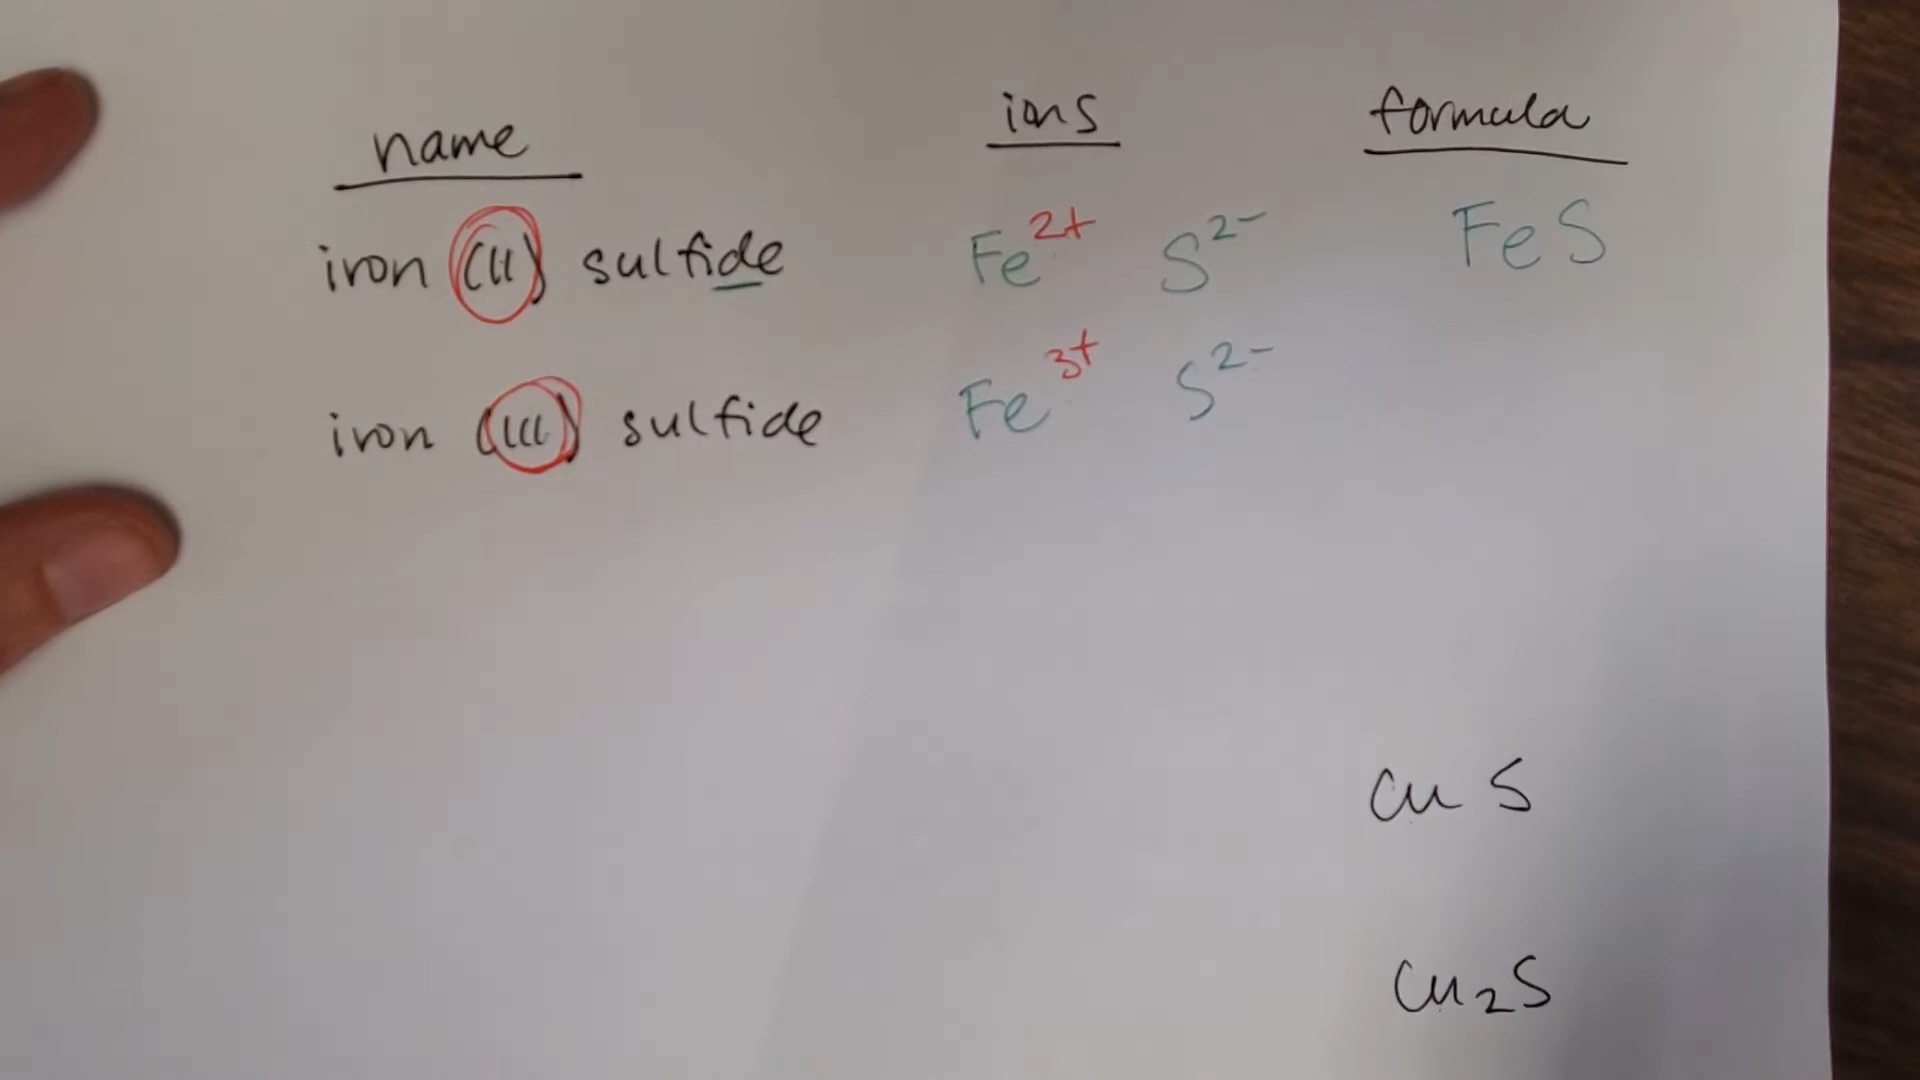 name ions formula
iron (II) sulfide Fe²⁺ S²⁻ FeS
iron (III) sulfide Fe³⁺ S²⁻
CuS
Cu₂S